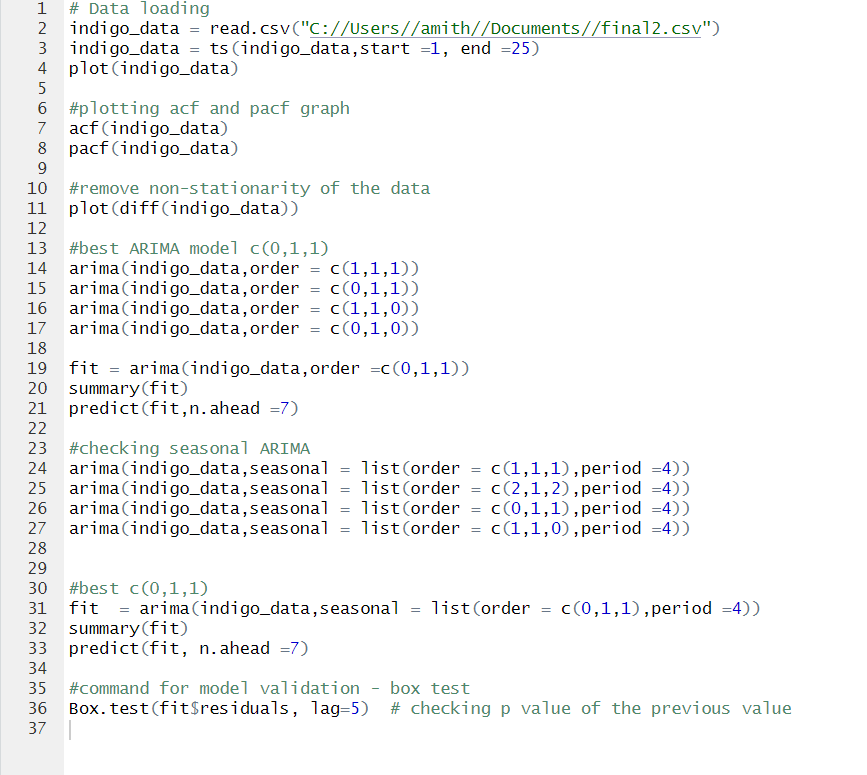 1 # Data loading
2 indigo_data = read.csv("C://Users//amith//Documents//final2.csv")
3 indigo_data = ts(indigo_data,start =1, end =25)
4 plot(indigo_data)
5
6 #plotting acf and pacf graph
7 acf(indigo_data)
8 pacf(indigo_data)
9
10 #remove non-stationarity of the data
11 plot(diff(indigo_data))
12
13 #best ARIMA model c(0,1,1)
14 arima(indigo_data,order = c(1,1,1))
15 arima(indigo_data,order = c(0,1,1))
16 arima(indigo_data,order = c(1,1,0))
17 arima(indigo_data,order = c(0,1,0))
18
19 fit = arima(indigo_data,order =c(0,1,1))
20 summary(fit)
21 predict(fit,n.ahead =7)
22
23 #checking seasonal ARIMA
24 arima(indigo_data,seasonal = list(order = c(1,1,1),period =4))
25 arima(indigo_data,seasonal = list(order = c(2,1,2),period =4))
26 arima(indigo_data,seasonal = list(order = c(0,1,1),period =4))
27 arima(indigo_data,seasonal = list(order = c(1,1,0),period =4))
28
29
30 #best c(0,1,1)
31 fit  = arima(indigo_data,seasonal = list(order = c(0,1,1),period =4))
32 summary(fit)
33 predict(fit, n.ahead =7)
34
35 #command for model validation - box test
36 Box.test(fit$residuals, lag=5)  # checking p value of the previous value
37